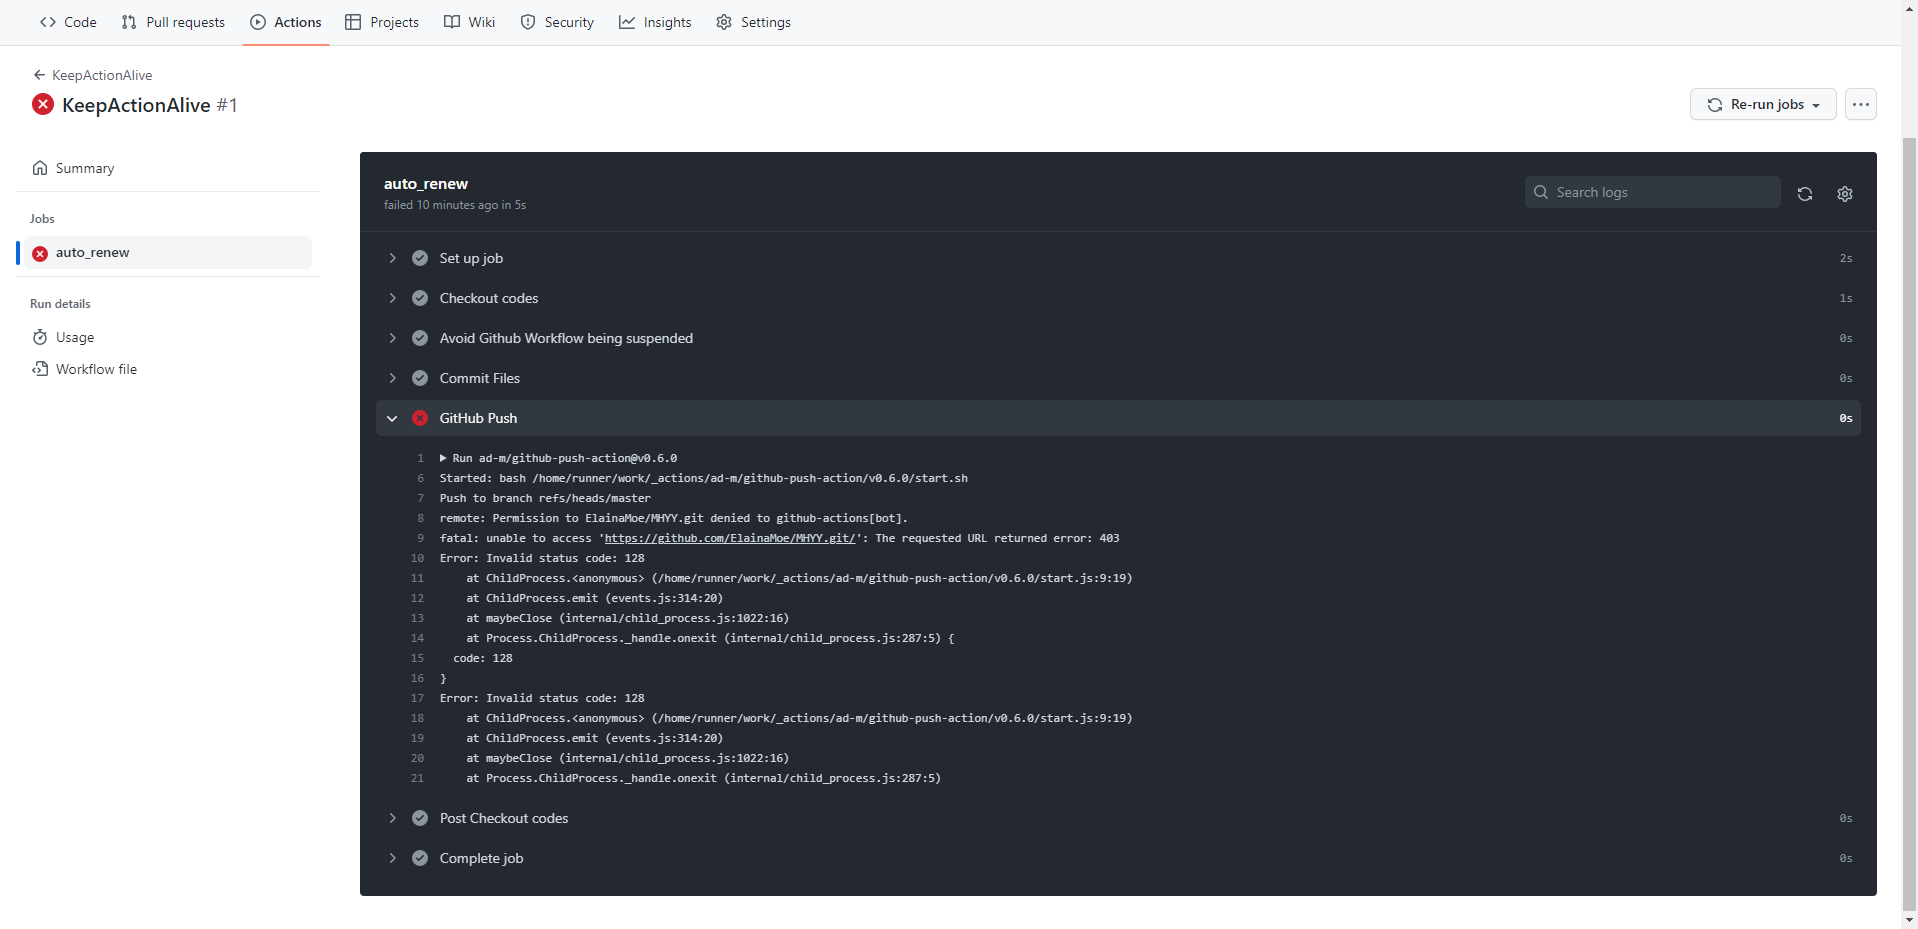 Code Pull requests Actions Projects Wiki Security Insights Settings
KeepActionAlive
KeepActionAlive #1
Re-run jobs
Summary
Jobs
auto_renew
Run details
Usage
Workflow file
auto_renew
failed 10 minutes ago in 5s
Search logs
Set up job 2s
Checkout codes 1s
Avoid Github Workflow being suspended 0s
Commit Files 0s
GitHub Push 0s
1 Run ad-m/github-push-action@v0.6.0
6 Started: bash /home/runner/work/_actions/ad-m/github-push-action/v0.6.0/start.sh
7 Push to branch refs/heads/master
8 remote: Permission to ElainaMoe/MHYY.git denied to github-actions[bot].
9 fatal: unable to access 'https://github.com/ElainaMoe/MHYY.git/': The requested URL returned error: 403
10 Error: Invalid status code: 128
11 at ChildProcess.<anonymous> (/home/runner/work/_actions/ad-m/github-push-action/v0.6.0/start.js:9:19)
12 at ChildProcess.emit (events.js:314:20)
13 at maybeClose (internal/child_process.js:1022:16)
14 at Process.ChildProcess._handle.onexit (internal/child_process.js:287:5) {
15 code: 128
16 }
17 Error: Invalid status code: 128
18 at ChildProcess.<anonymous> (/home/runner/work/_actions/ad-m/github-push-action/v0.6.0/start.js:9:19)
19 at ChildProcess.emit (events.js:314:20)
20 at maybeClose (internal/child_process.js:1022:16)
21 at Process.ChildProcess._handle.onexit (internal/child_process.js:287:5)
Post Checkout codes 0s
Complete job 0s